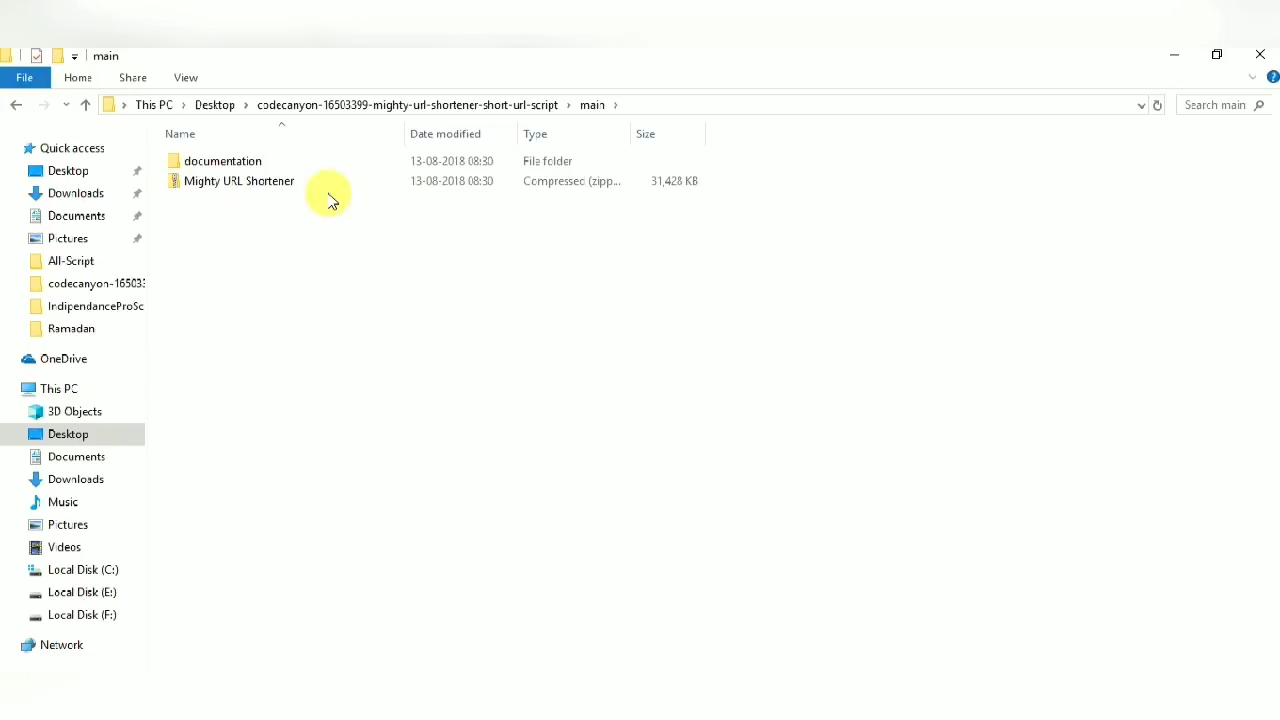 main
File Home Share View
This PC Desktop codecanyon-16503399-mighty-url-shortener-short-url-script main Search main
Name Date modified Type Size
documentation 13-08-2018 08:30 File folder
Mighty URL Shortener 13-08-2018 08:30 Compressed (zipp... 31,428 KB
Quick access
Desktop
Downloads
Documents
Pictures
All-Script
codecanyon-165033
IndipendanceProSc
Ramadan
OneDrive
This PC
3D Objects
Desktop
Documents
Downloads
Music
Pictures
Videos
Local Disk (C:)
Local Disk (E:)
Local Disk (F:)
Network